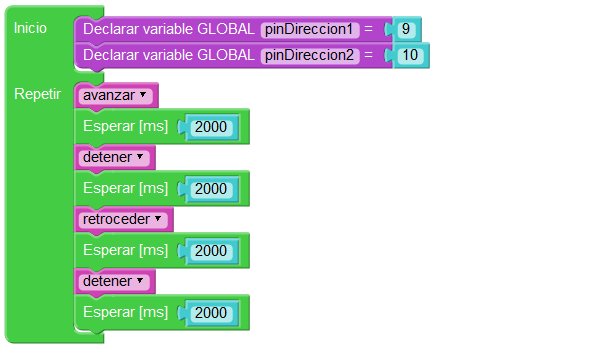 Inicio Declarar variable GLOBAL pinDireccion1 = 9
Declarar variable GLOBAL pinDireccion2 = 10
Repetir avanzar
Esperar [ms] 2000
detener
Esperar [ms] 2000
retroceder
Esperar [ms] 2000
detener
Esperar [ms] 2000